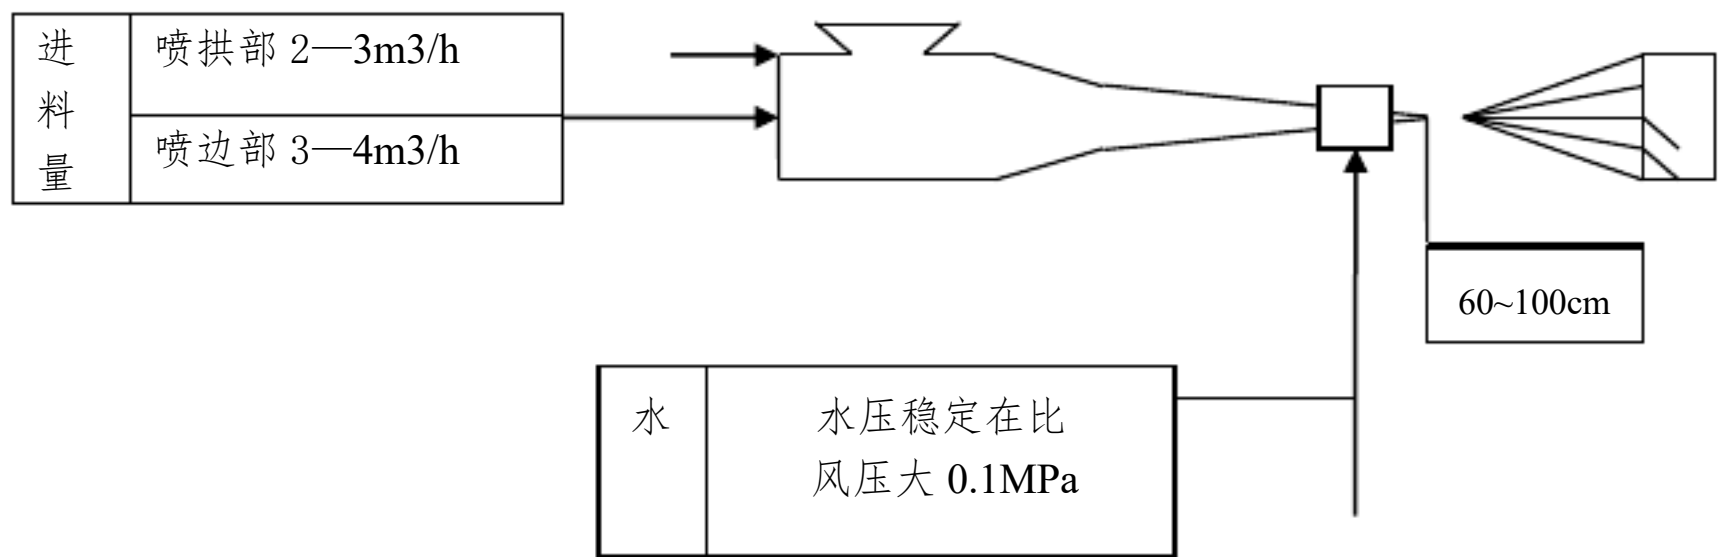 进料量
喷拱部 2—3m3/h
喷边部 3—4m3/h
60~100cm
水
水压稳定在比
风压大 0.1MPa